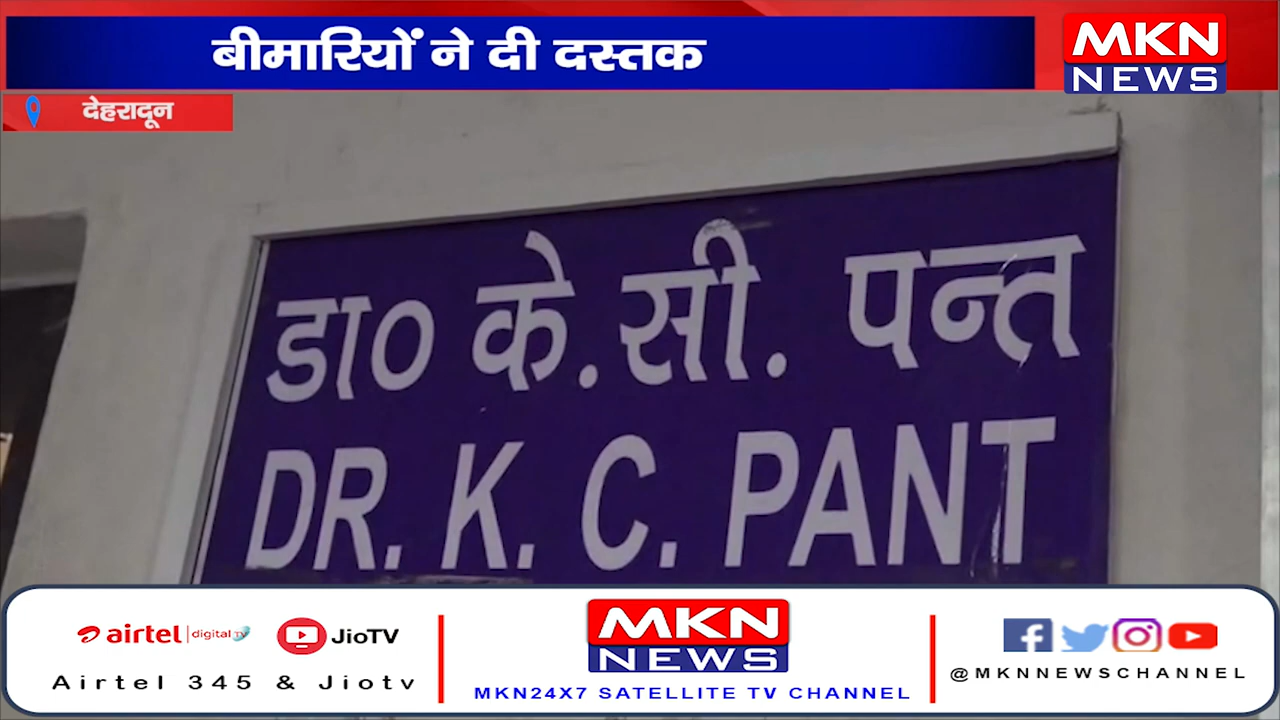 बीमारियों ने दी दस्तक
MKN
NEWS
देहरादून
डा० के.सी. पन्त
DR. K. C. PANT
airtel digital TV
JioTV
Airtel 345 & Jiotv
MKN
NEWS
MKN24X7 SATELLITE TV CHANNEL
@MKNNEWSCHANNEL